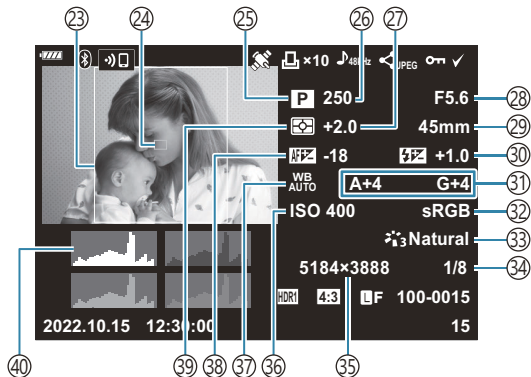 23 24 25 26 27
×10 48kHz JPEG
P 250 F5.6 28
+2.0 45mm 29
AF -18 +1.0 30
WB AUTO A+4 G+4 31
ISO 400 sRGB 32
3 Natural 33
5184×3888 1/8 34
HDR1 4:3 LF 100-0015
2022.10.15 12:30:00 15
40 39 38 37 36 35